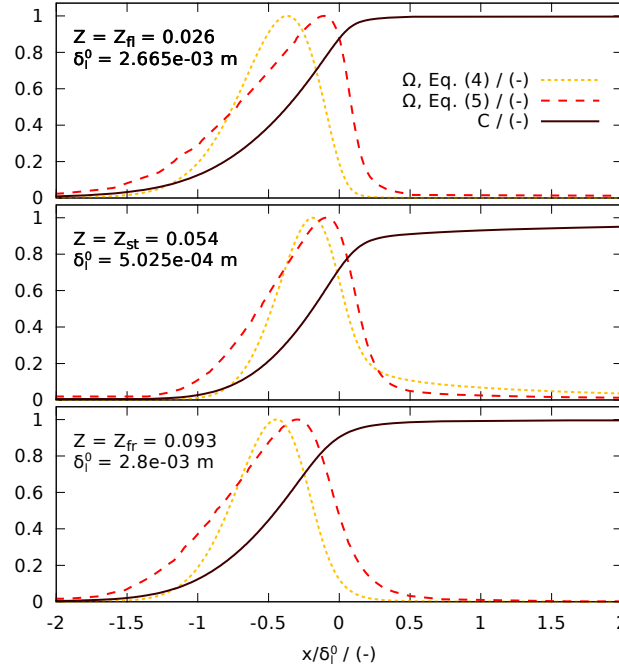 1
0.8
0.6
0.4
0.2
0
Z = Z_fl = 0.026
δ_l^0 = 2.665e-03 m
Ω, Eq. (4) / (-)
Ω, Eq. (5) / (-)
C / (-)
1
0.8
0.6
0.4
0.2
0
Z = Z_st = 0.054
δ_l^0 = 5.025e-04 m
1
0.8
0.6
0.4
0.2
0
Z = Z_fr = 0.093
δ_l^0 = 2.8e-03 m
-2 -1.5 -1 -0.5 0 0.5 1 1.5 2
x/δ_l^0 / (-)